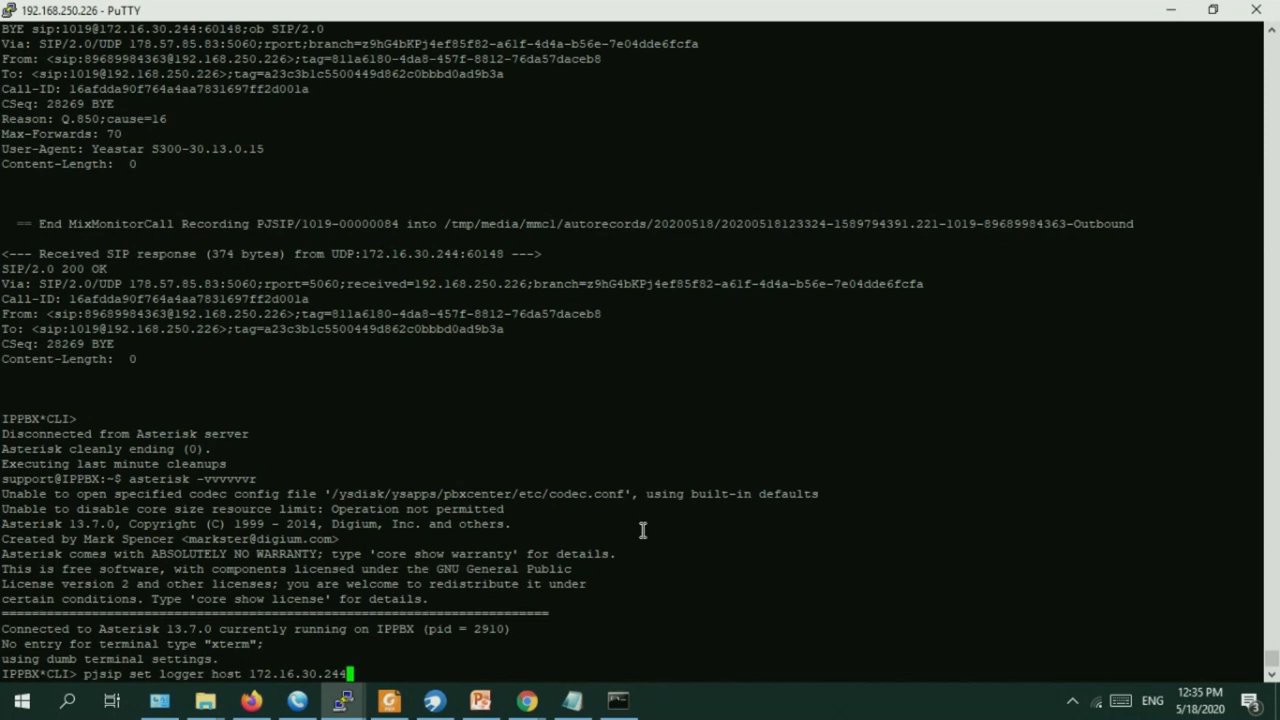 192.168.250.226 - PuTTY
BYE sip:1019@172.16.30.244:60148;ob SIP/2.0
Via: SIP/2.0/UDP 178.57.85.83:5060;rport;branch=z9hG4bKPj4ef85f82-a61f-4d4a-b56e-7e04dde6fcfa
From: <sip:89689984363@192.168.250.226>;tag=811a6180-4da8-457f-8812-76da57daceb8
To: <sip:1019@192.168.250.226>;tag=a23c3b1c5500449d862c0bbbd0ad9b3a
Call-ID: 16afdda90f764a4aa7831697ff2d001a
CSeq: 28269 BYE
Reason: Q.850;cause=16
Max-Forwards: 70
User-Agent: Yeastar S300-30.13.0.15
Content-Length:  0
== End MixMonitorCall Recording PJSIP/1019-00000084 into /tmp/media/mmc1/autorecords/20200518/20200518123324-1589794391.221-1019-89689984363-Outbound
<--- Received SIP response (374 bytes) from UDP:172.16.30.244:60148 --->
SIP/2.0 200 OK
Via: SIP/2.0/UDP 178.57.85.83:5060;rport=5060;received=192.168.250.226;branch=z9hG4bKPj4ef85f82-a61f-4d4a-b56e-7e04dde6fcfa
Call-ID: 16afdda90f764a4aa7831697ff2d001a
From: <sip:89689984363@192.168.250.226>;tag=811a6180-4da8-457f-8812-76da57daceb8
To: <sip:1019@192.168.250.226>;tag=a23c3b1c5500449d862c0bbbd0ad9b3a
CSeq: 28269 BYE
Content-Length:  0
IPPBX*CLI>
Disconnected from Asterisk server
Asterisk cleanly ending (0).
Executing last minute cleanups
support@IPPBX:~$ asterisk -vvvvvvr
Unable to open specified codec config file '/ysdisk/ysapps/pbxcenter/etc/codec.conf', using built-in defaults
Unable to disable core size resource limit: Operation not permitted
Asterisk 13.7.0, Copyright (C) 1999 - 2014, Digium, Inc. and others.
Created by Mark Spencer <markster@digium.com>
Asterisk comes with ABSOLUTELY NO WARRANTY; type 'core show warranty' for details.
This is free software, with components licensed under the GNU General Public
License version 2 and other licenses; you are welcome to redistribute it under
certain conditions. Type 'core show license' for details.
=========================================================================
Connected to Asterisk 13.7.0 currently running on IPPBX (pid = 2910)
No entry for terminal type "xterm";
using dumb terminal settings.
IPPBX*CLI> pjsip set logger host 172.16.30.244
ENG
12:35 PM
5/18/2020
3